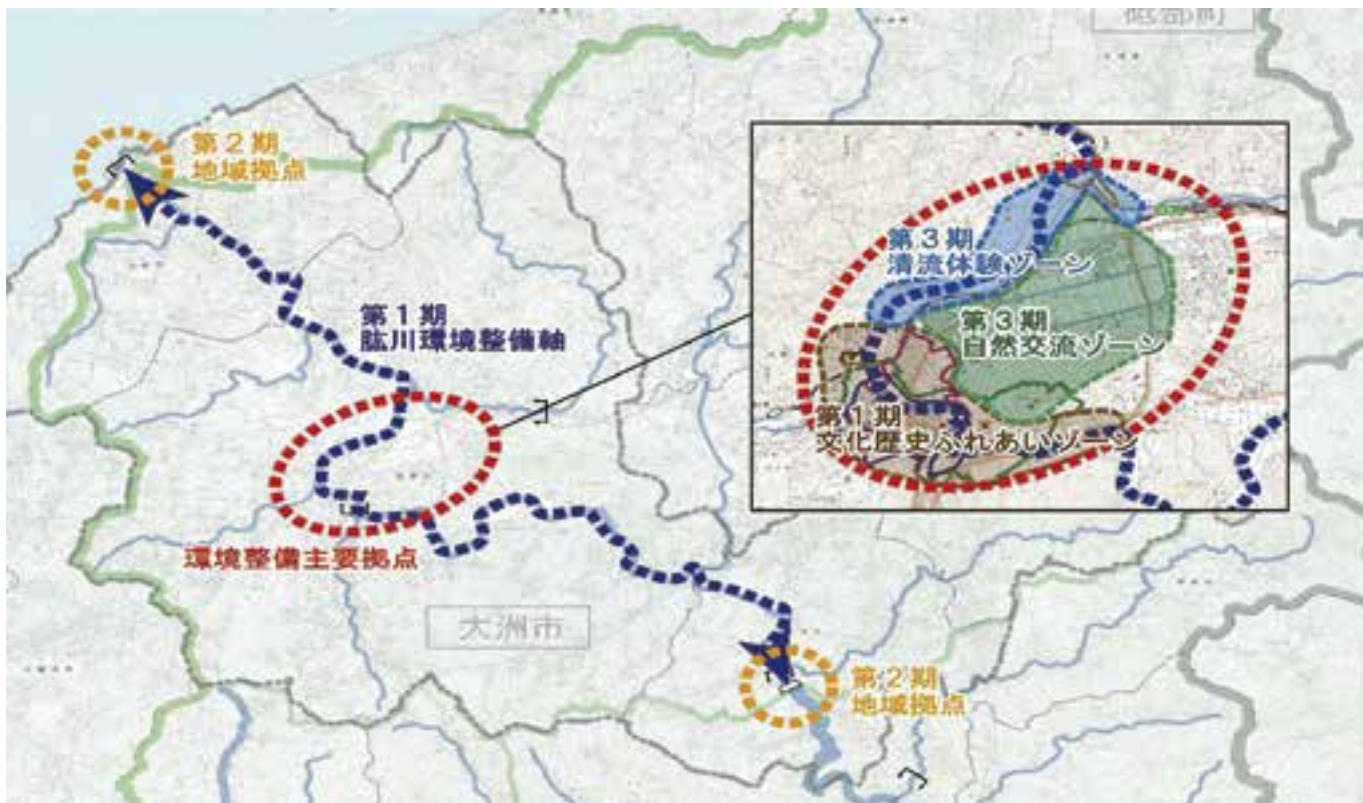 砥部町
第2期
地域拠点
第1期
肱川環境整備軸
環境整備主要拠点
大洲市
第2期
地域拠点
第3期
清流体験ゾーン
第3期
自然交流ゾーン
第1期
文化歴史ふれあいゾーン